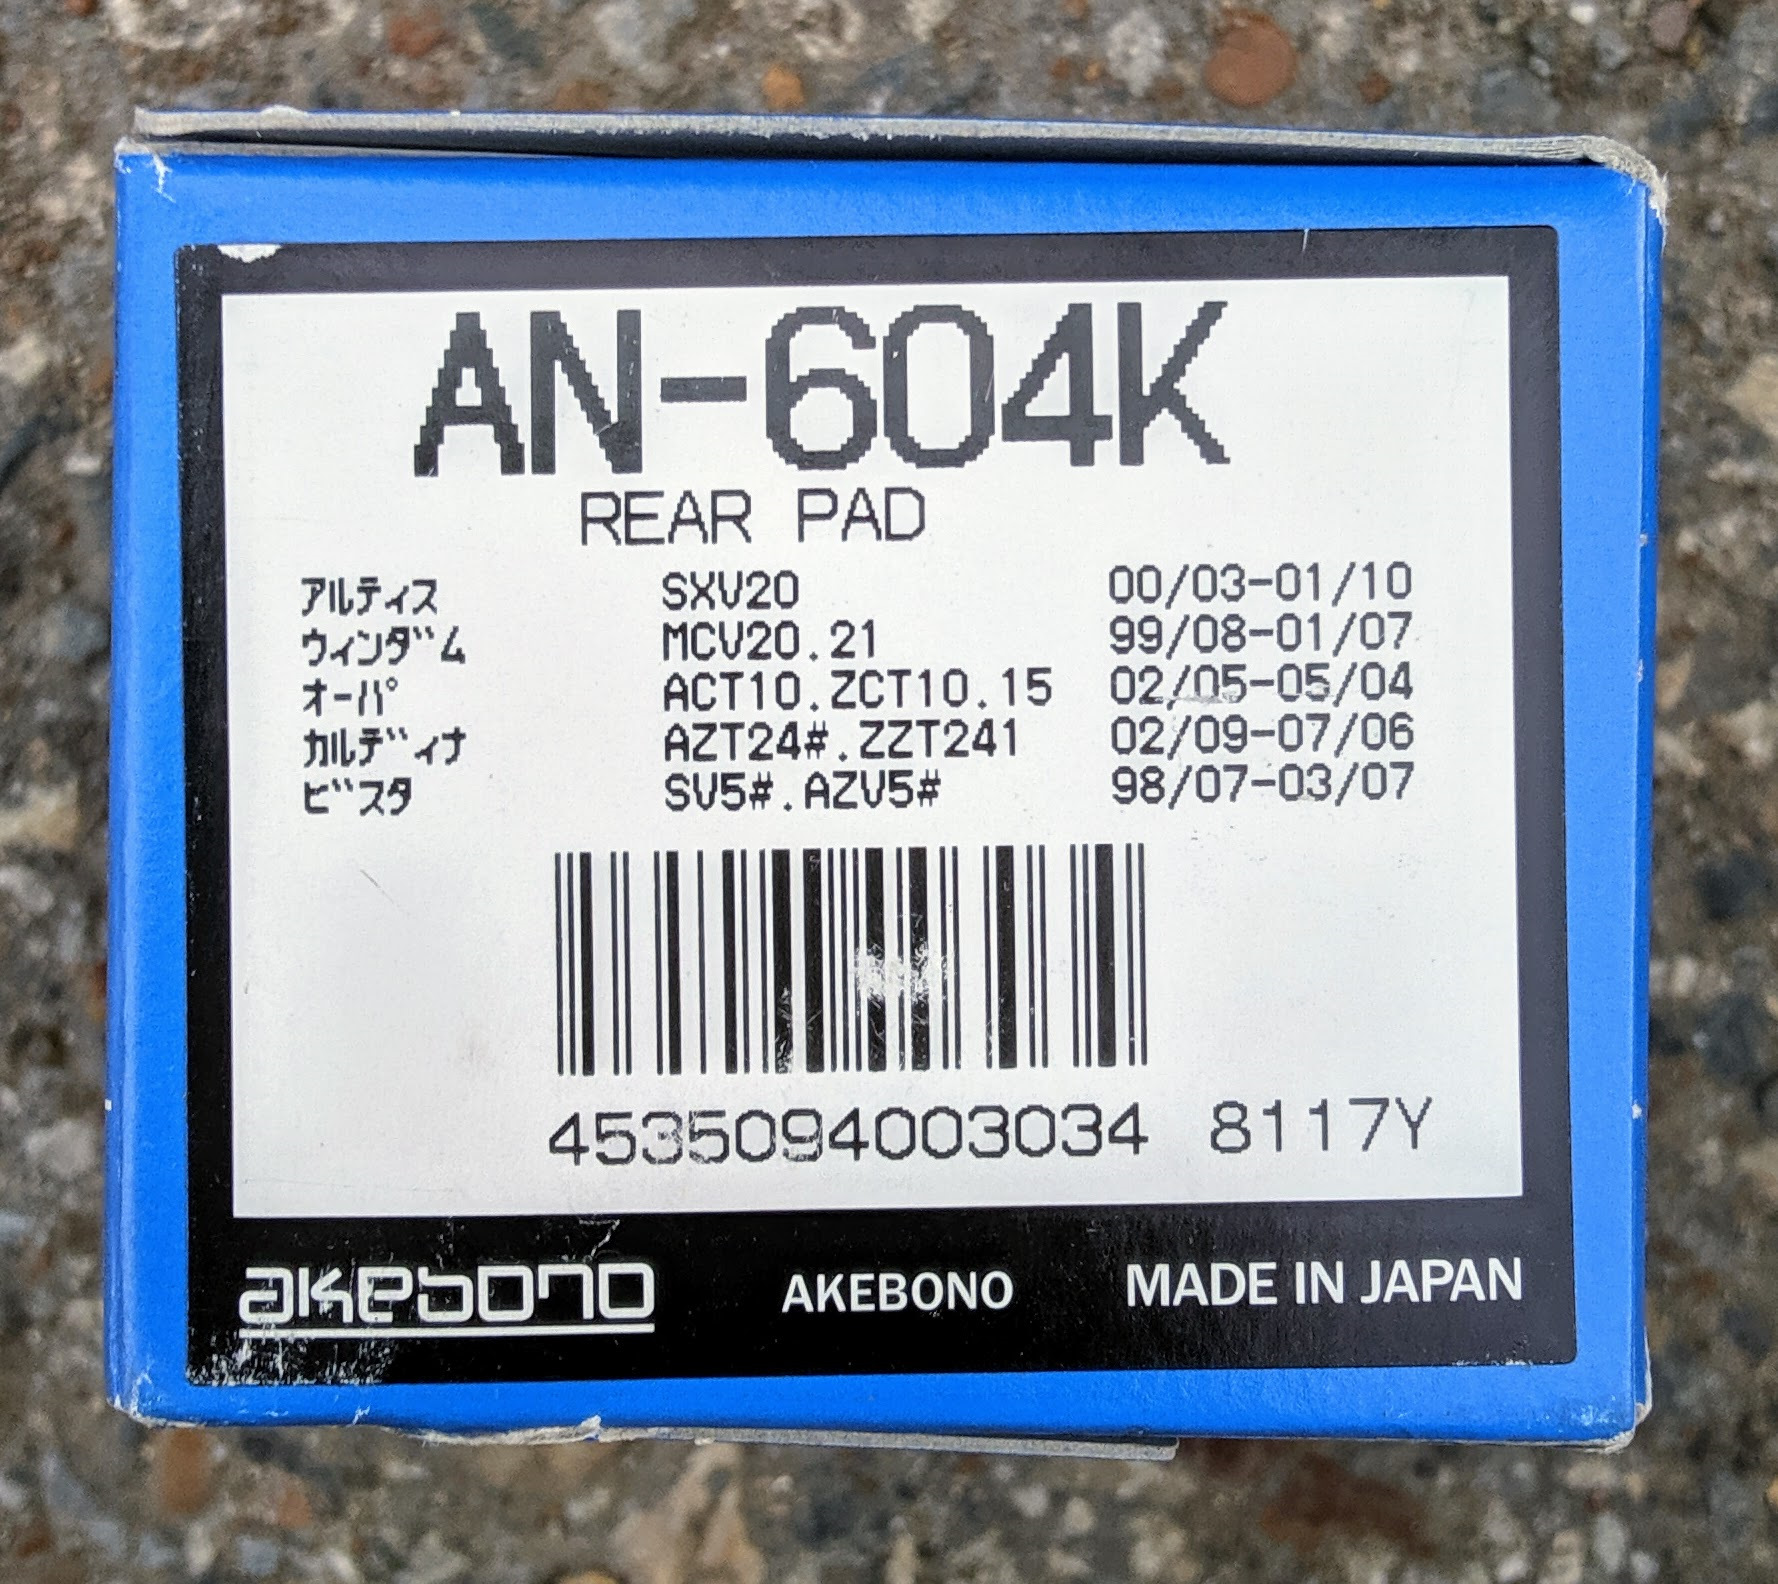 AN-604K
REAR PAD
アルティス SXV20 00/03-01/10
ウィンダム MCV20.21 99/08-01/07
オーパ ACT10.ZCT10.15 02/05-05/04
カルディナ AZT24#.ZZT241 02/09-07/06
ビスタ SV5#.AZV5# 98/07-03/07
4535094003034 8117Y
akebono AKEBONO MADE IN JAPAN